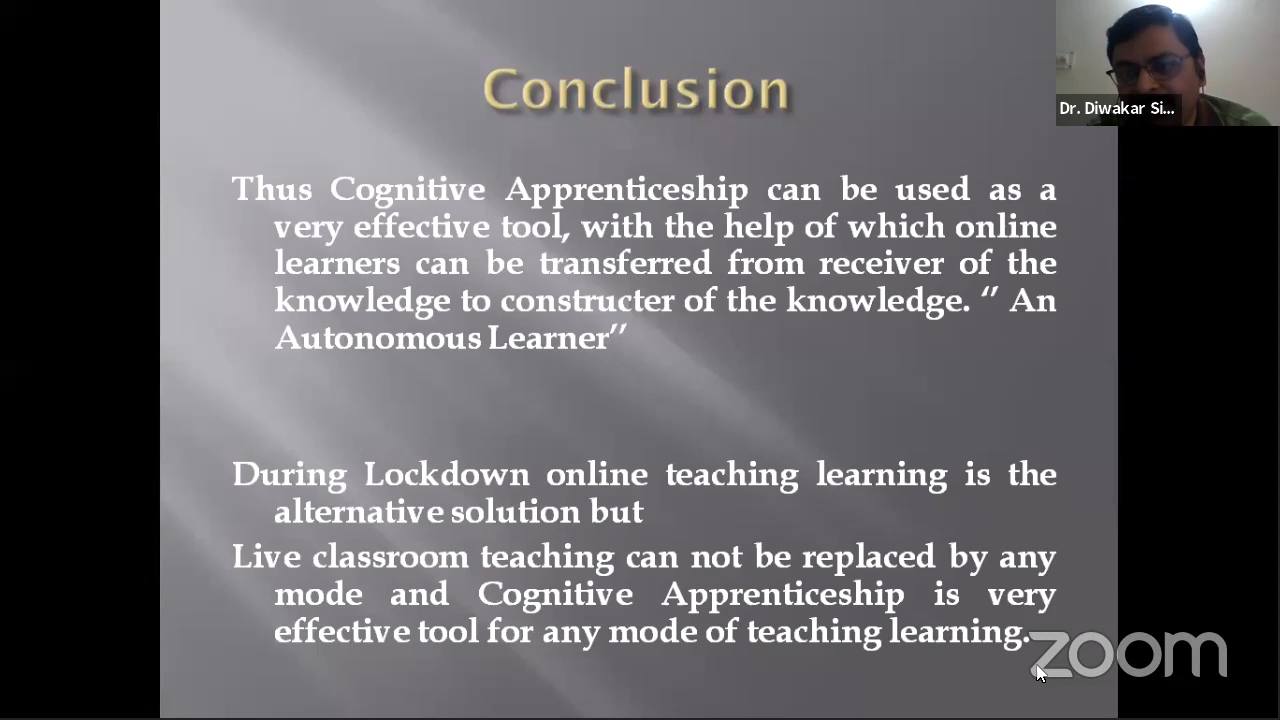 Conclusion
Dr. Diwakar Si...
Thus Cognitive Apprenticeship can be used as a
very effective tool, with the help of which online
learners can be transferred from receiver of the
knowledge to constructer of the knowledge. “ An
Autonomous Learner”
During Lockdown online teaching learning is the
alternative solution but
Live classroom teaching can not be replaced by any
mode and Cognitive Apprenticeship is very
effective tool for any mode of teaching learning.
zoom